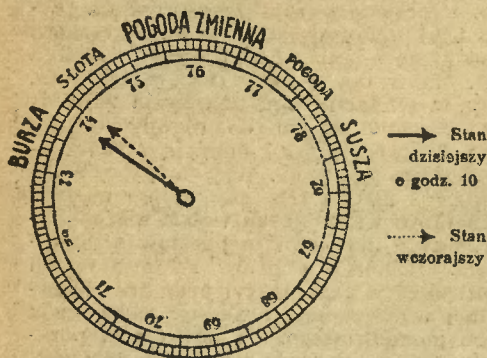 POGODA ZMIENNA
SŁOTA
POGODA
BURZA
SUSZA
76
75
77
74
78
73
79
67
71
68
70
69
Stan
dzisiejszy
o godz. 10
Stan
wczorajszy